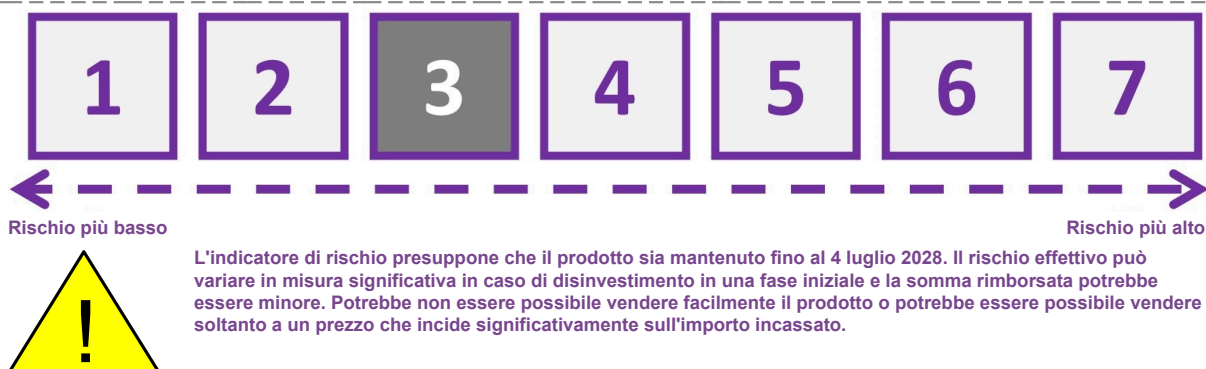 1 2 3 4 5 6 7
Rischio più basso Rischio più alto
L'indicatore di rischio presuppone che il prodotto sia mantenuto fino al 4 luglio 2028. Il rischio effettivo può
variare in misura significativa in caso di disinvestimento in una fase iniziale e la somma rimborsata potrebbe
essere minore. Potrebbe non essere possibile vendere facilmente il prodotto o potrebbe essere possibile vendere
soltanto a un prezzo che incide significativamente sull'importo incassato.
!